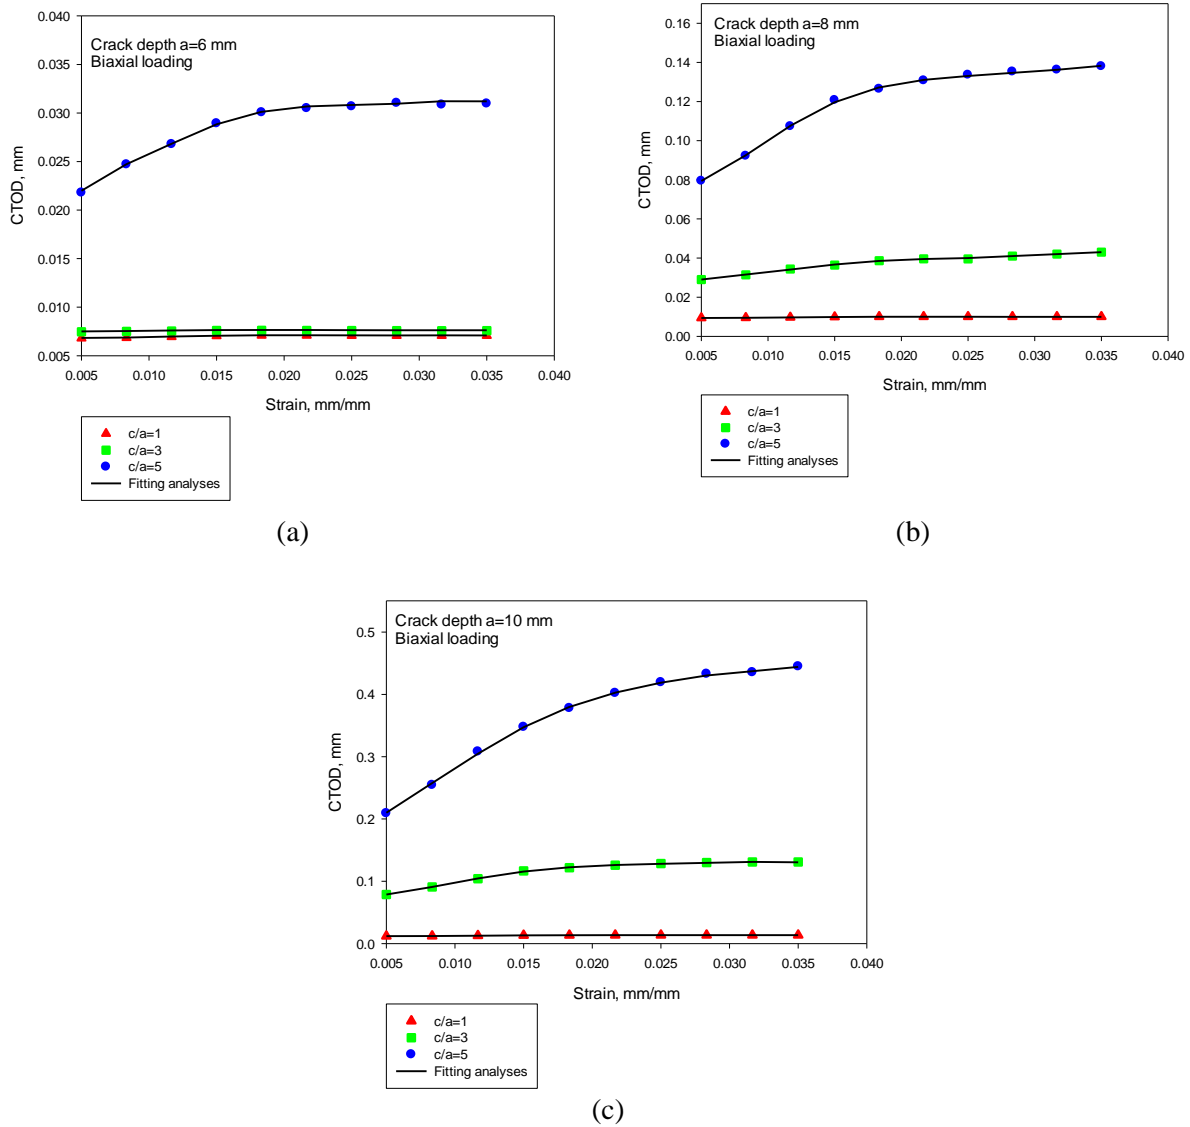 Crack depth a=6 mm
Biaxial loading
CTOD, mm
0.040
0.035
0.030
0.025
0.020
0.015
0.010
0.005
0.005 0.010 0.015 0.020 0.025 0.030 0.035 0.040
Strain, mm/mm
c/a=1
c/a=3
c/a=5
Fitting analyses
(a)
Crack depth a=8 mm
Biaxial loading
CTOD, mm
0.16
0.14
0.12
0.10
0.08
0.06
0.04
0.02
0.00
0.005 0.010 0.015 0.020 0.025 0.030 0.035 0.040
Strain, mm/mm
c/a=1
c/a=3
c/a=5
Fitting analyses
(b)
Crack depth a=10 mm
Biaxial loading
CTOD, mm
0.5
0.4
0.3
0.2
0.1
0.0
0.005 0.010 0.015 0.020 0.025 0.030 0.035 0.040
Strain, mm/mm
c/a=1
c/a=3
c/a=5
Fitting analyses
(c)